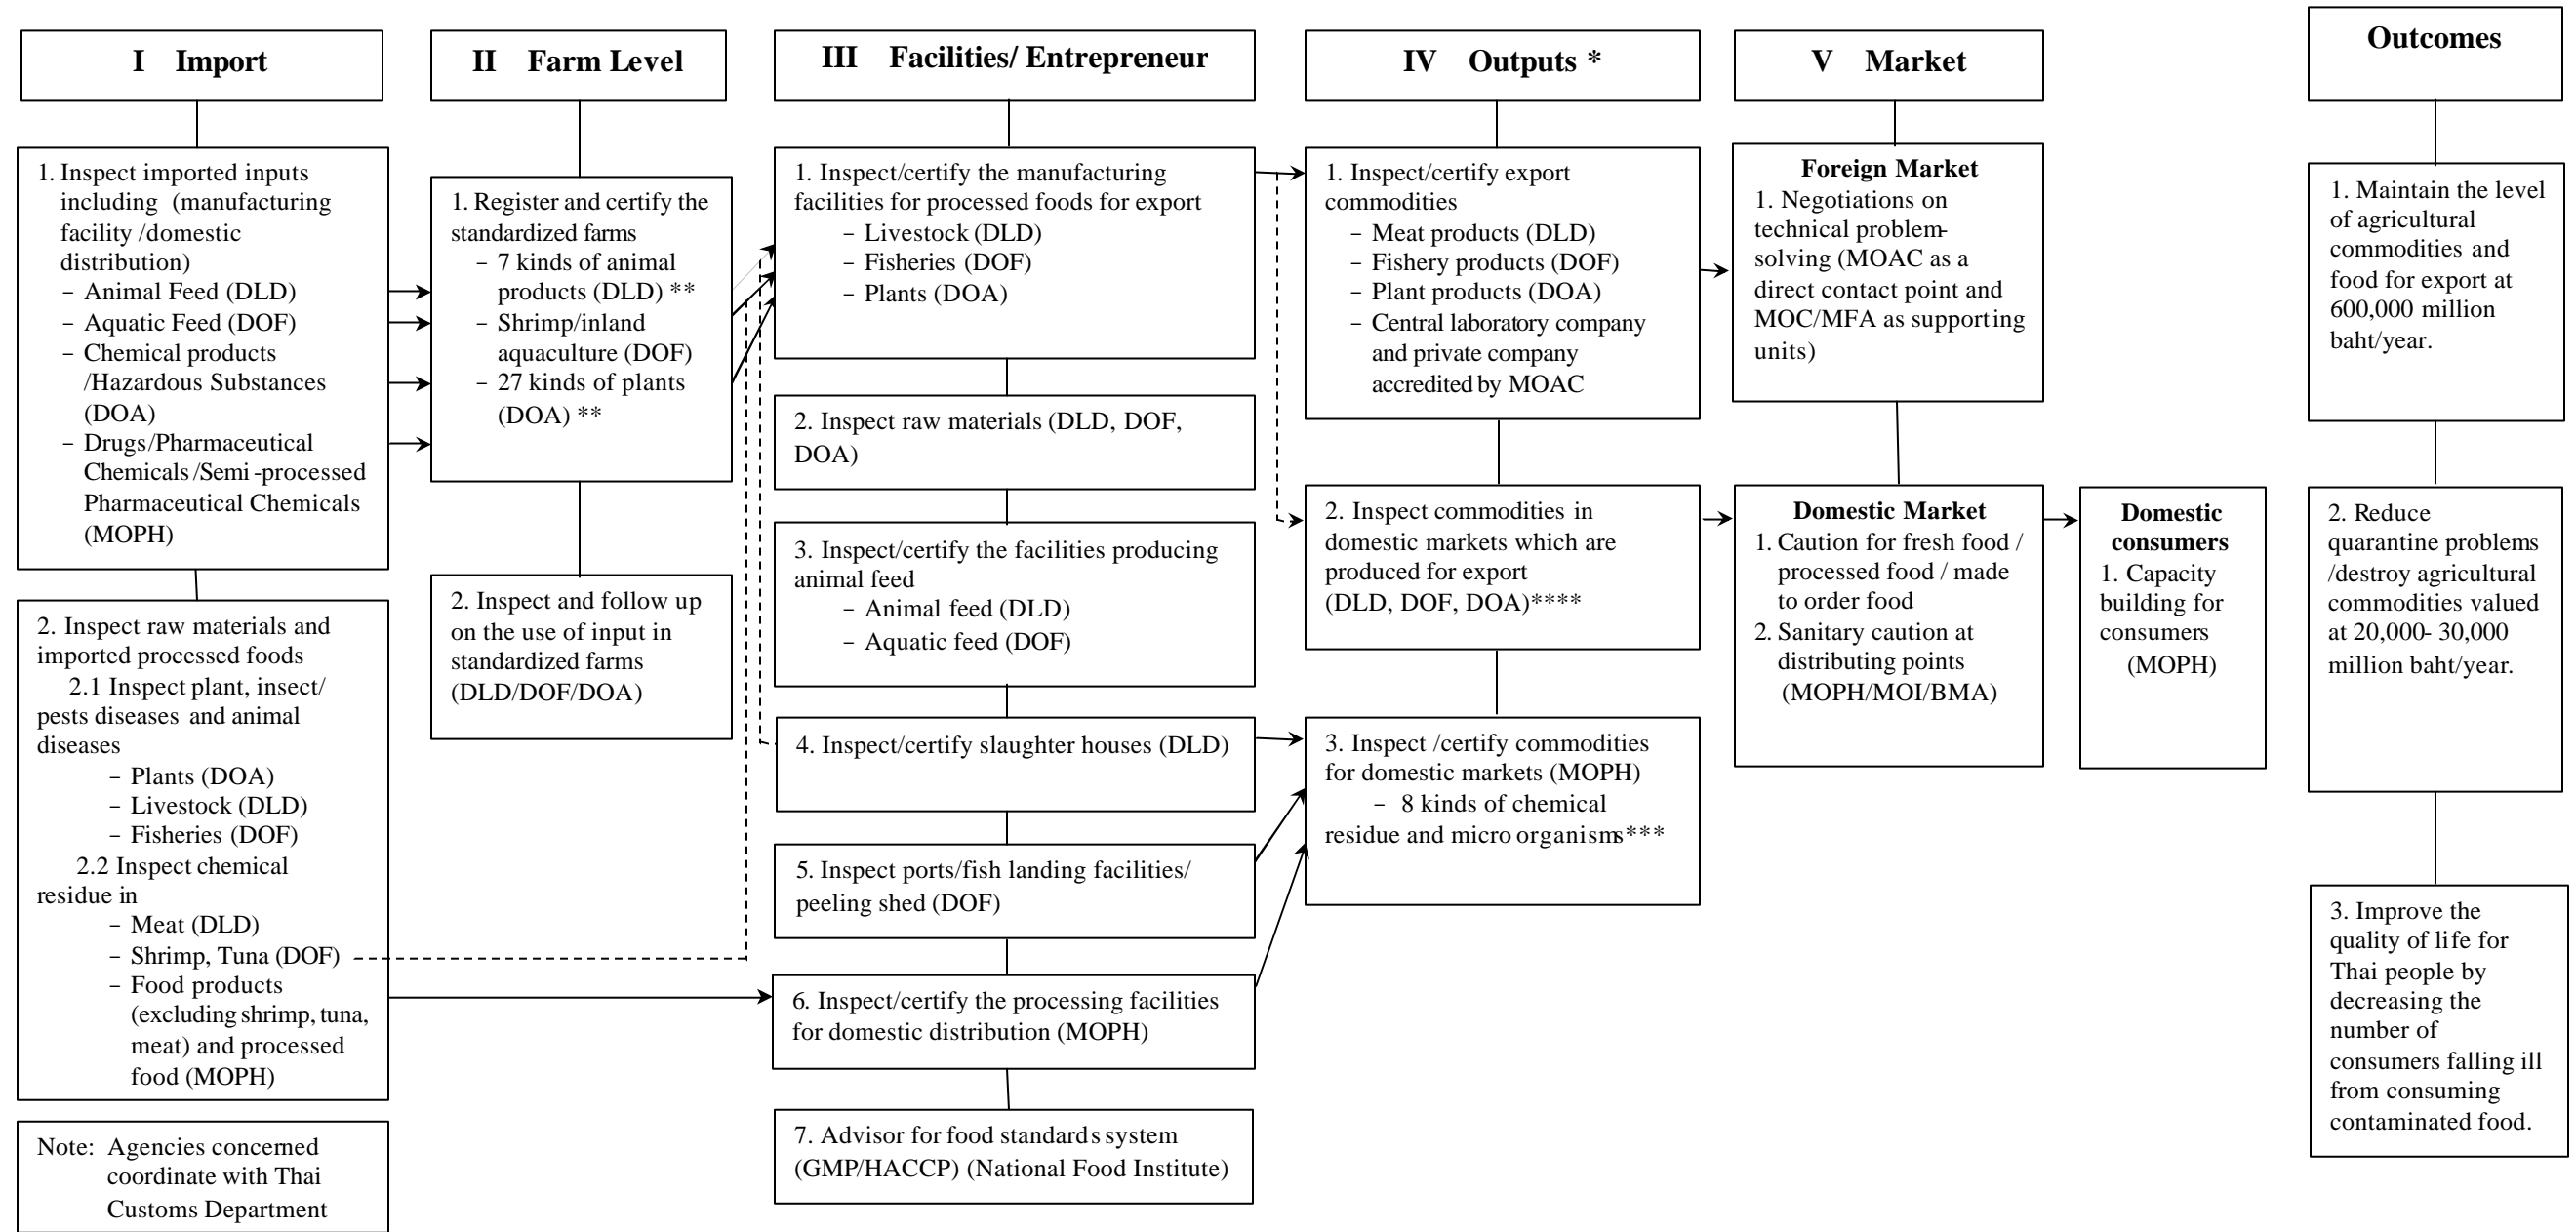 I Import
1. Inspect imported inputs
including (manufacturing
facility /domestic
distribution)
- Animal Feed (DLD)
- Aquatic Feed (DOF)
- Chemical products
/Hazardous Substances
(DOA)
- Drugs/Pharmaceutical
Chemicals/Semi-processed
Pharmaceutical Chemicals
(MOPH)
2. Inspect raw materials and
imported processed foods
2.1 Inspect plant, insect/
pests diseases and animal
diseases
- Plants (DOA)
- Livestock (DLD)
- Fisheries (DOF)
2.2 Inspect chemical
residue in
- Meat (DLD)
- Shrimp, Tuna (DOF)
- Food products
(excluding shrimp, tuna,
meat) and processed
food (MOPH)
Note: Agencies concerned
coordinate with Thai
Customs Department
II Farm Level
1. Register and certify the
standardized farms
- 7 kinds of animal
products (DLD) **
- Shrimp/inland
aquaculture (DOF)
- 27 kinds of plants
(DOA) **
2. Inspect and follow up
on the use of input in
standardized farms
(DLD/DOF/DOA)
III Facilities/ Entrepreneur
1. Inspect/certify the manufacturing
facilities for processed foods for export
- Livestock (DLD)
- Fisheries (DOF)
- Plants (DOA)
2. Inspect raw materials (DLD, DOF,
DOA)
3. Inspect/certify the facilities producing
animal feed
- Animal feed (DLD)
- Aquatic feed (DOF)
4. Inspect/certify slaughter houses (DLD)
5. Inspect ports/fish landing facilities/
peeling shed (DOF)
6. Inspect/certify the processing facilities
for domestic distribution (MOPH)
7. Advisor for food standards system
(GMP/HACCP) (National Food Institute)
IV Outputs *
1. Inspect/certify export
commodities
- Meat products (DLD)
- Fishery products (DOF)
- Plant products (DOA)
- Central laboratory company
and private company
accredited by MOAC
2. Inspect commodities in
domestic markets which are
produced for export
(DLD, DOF, DOA)****
3. Inspect /certify commodities
for domestic markets (MOPH)
- 8 kinds of chemical
residue and micro organisms***
V Market
Foreign Market
1. Negotiations on
technical problem-
solving (MOAC as a
direct contact point and
MOC/MFA as supporting
units)
Domestic Market
1. Caution for fresh food /
processed food / made
to order food
2. Sanitary caution at
distributing points
(MOPH/MOI/BMA)
Domestic
consumers
1. Capacity
building for
consumers
(MOPH)
Outcomes
1. Maintain the level
of agricultural
commodities and
food for export at
600,000 million
baht/year.
2. Reduce
quarantine problems
/destroy agricultural
commodities valued
at 20,000- 30,000
million baht/year.
3. Improve the
quality of life for
Thai people by
decreasing the
number of
consumers falling ill
from consuming
contaminated food.